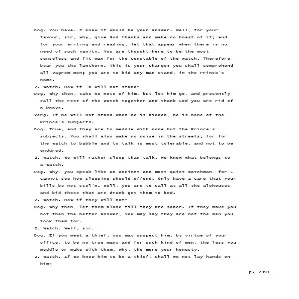 Dog. You have: I knew it would be your answer. Well, for your
favour, sir, why, give God thanks and make no boast of it; and
for your writing and reading, let that appear when there is no
need of such vanity. You are thought here to be the most
senseless and fit man for the constable of the watch. Therefore
bear you the lanthorn. This is your charge: you shall comprehend
all vagrom men; you are to bid any man stand, in the Prince's
name.
2. Watch. How if 'a will not stand?
Dog. Why then, take no note of him, but let him go, and presently
call the rest of the watch together and thank God you are rid of
a knave.
Verg. If he will not stand when he is bidden, he is none of the
Prince's subjects.
Dog. True, and they are to meddle with none but the Prince's
subjects. You shall also make no noise in the streets; for for
the watch to babble and to talk is most tolerable, and not to be
endured.
2. Watch. We will rather sleep than talk. We know what belongs to
a watch.
Dog. Why, you speak like an ancient and most quiet watchman, for I
cannot see how sleeping should offend. Only have a care that your
bills be not stol'n. Well, you are to call at all the alehouses
and bid those that are drunk get them to bed.
2. Watch. How if they will not?
Dog. Why then, let them alone till they are sober. If they make you
not then the better answer, you may say they are not the men you
took them for.
2. Watch. Well, sir.
Dog. If you meet a thief, you may suspect him, by virtue of your
office, to be no true man; and for such kind of men, the less you
meddle or make with them, why, the more your honesty.
2. Watch. If we know him to be a thief, shall we not lay hands on
him?